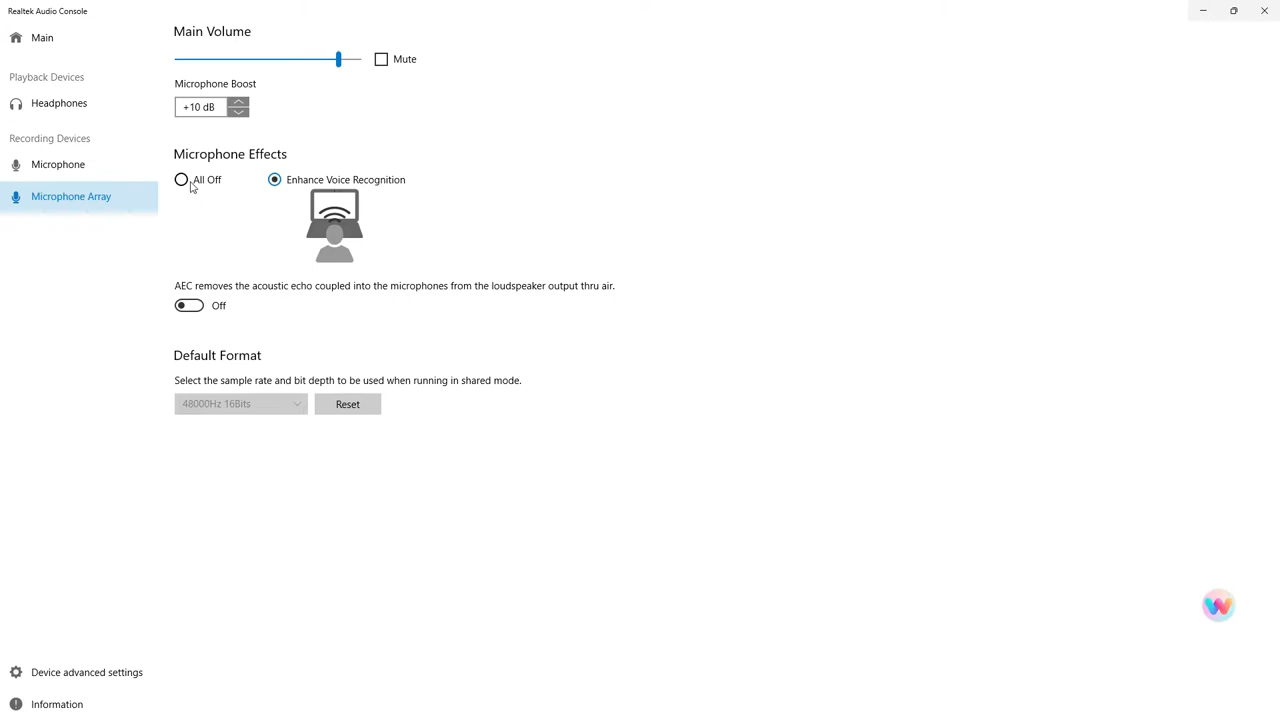 Realtek Audio Console
Main
Playback Devices
Headphones
Recording Devices
Microphone
Microphone Array
Device advanced settings
Information
Main Volume
Mute
Microphone Boost
+10 dB
Microphone Effects
All Off
Enhance Voice Recognition
AEC removes the acoustic echo coupled into the microphones from the loudspeaker output thru air.
Off
Default Format
Select the sample rate and bit depth to be used when running in shared mode.
48000Hz 16Bits
Reset